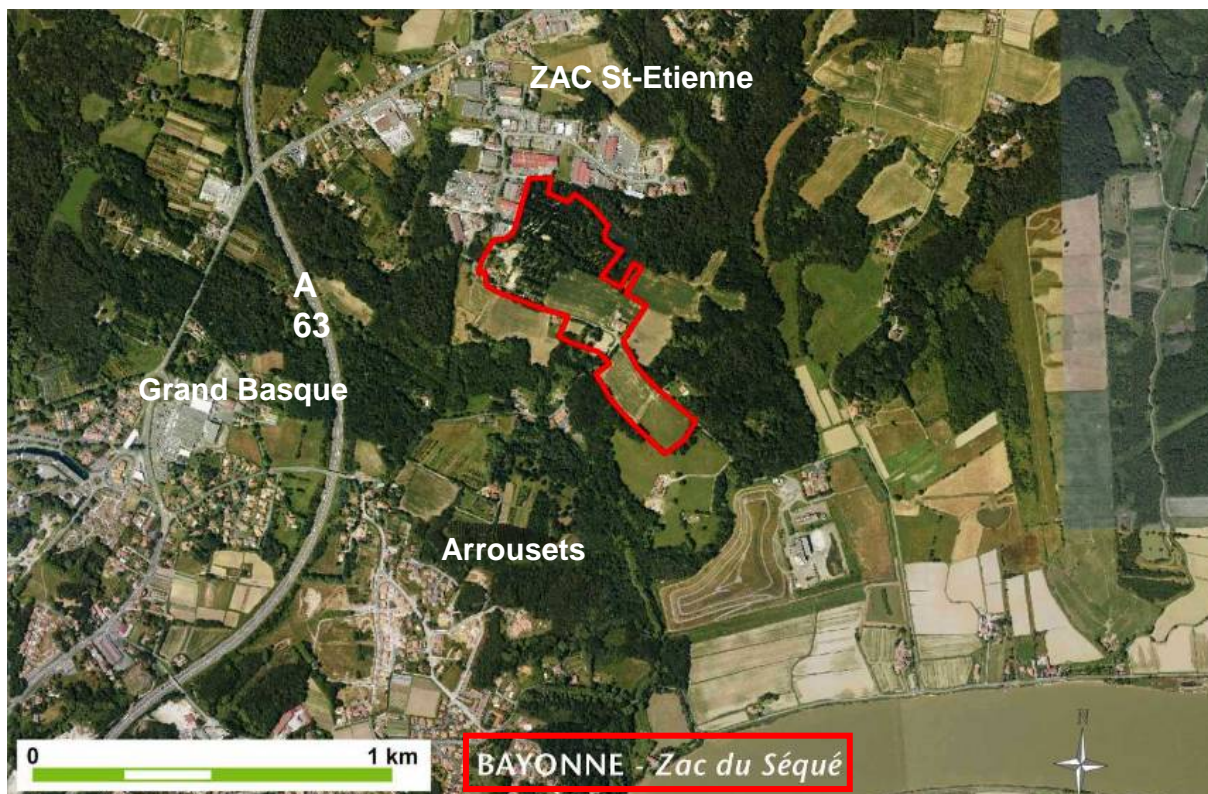 ZAC St-Etienne
A
63
Grand Basque
Arrousets
0 1 km
BAYONNE - Zac du Séqué
N